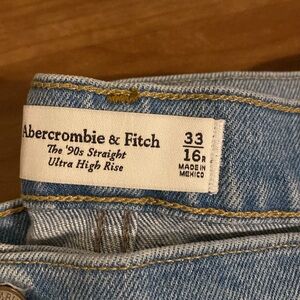 Abercrombie & Fitch
The '90s Straight
Ultra High Rise
33
16R
MADE IN
MEXICO